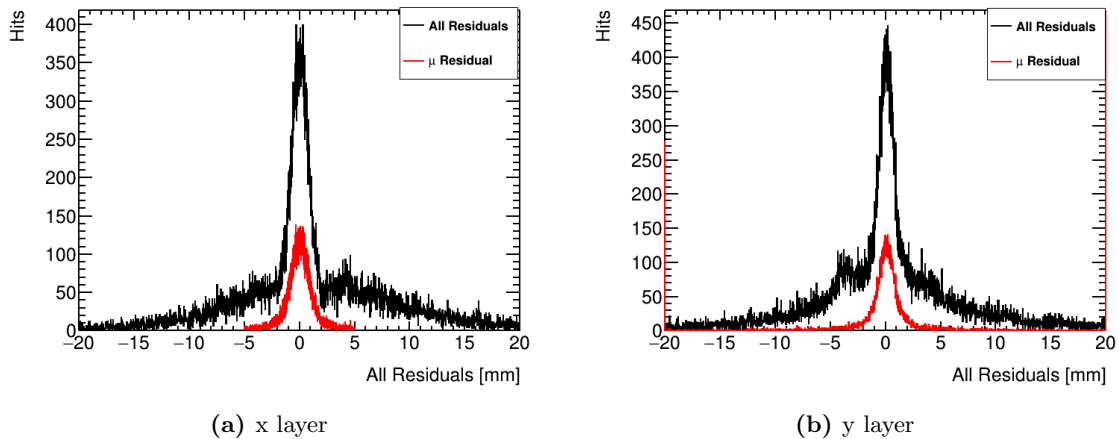 Hits
All Residuals
μ Residual
400
350
300
250
200
150
100
50
0
−20 −15 −10 −5 0 5 10 15 20
All Residuals [mm]
(a) x layer
Hits
All Residuals
μ Residual
450
400
350
300
250
200
150
100
50
0
−20 −15 −10 −5 0 5 10 15 20
All Residuals [mm]
(b) y layer